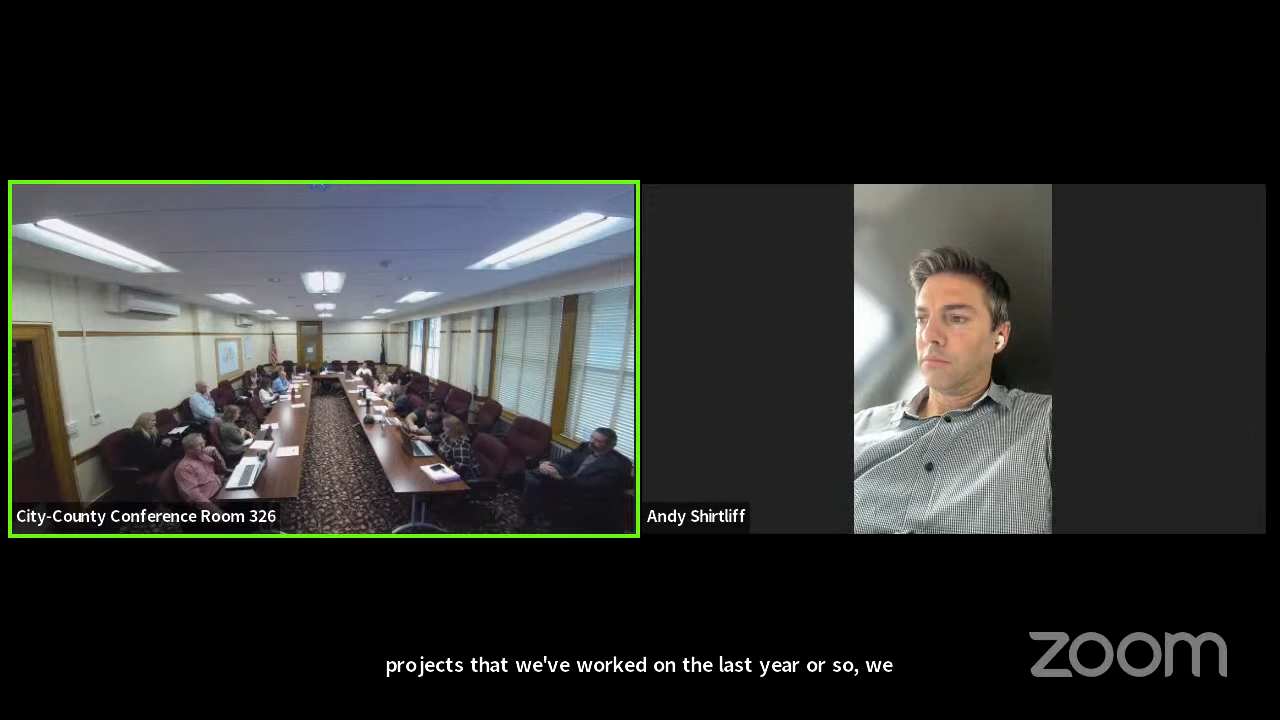 City-County Conference Room 326
Andy Shirtliff
projects that we've worked on the last year or so, we
zoom